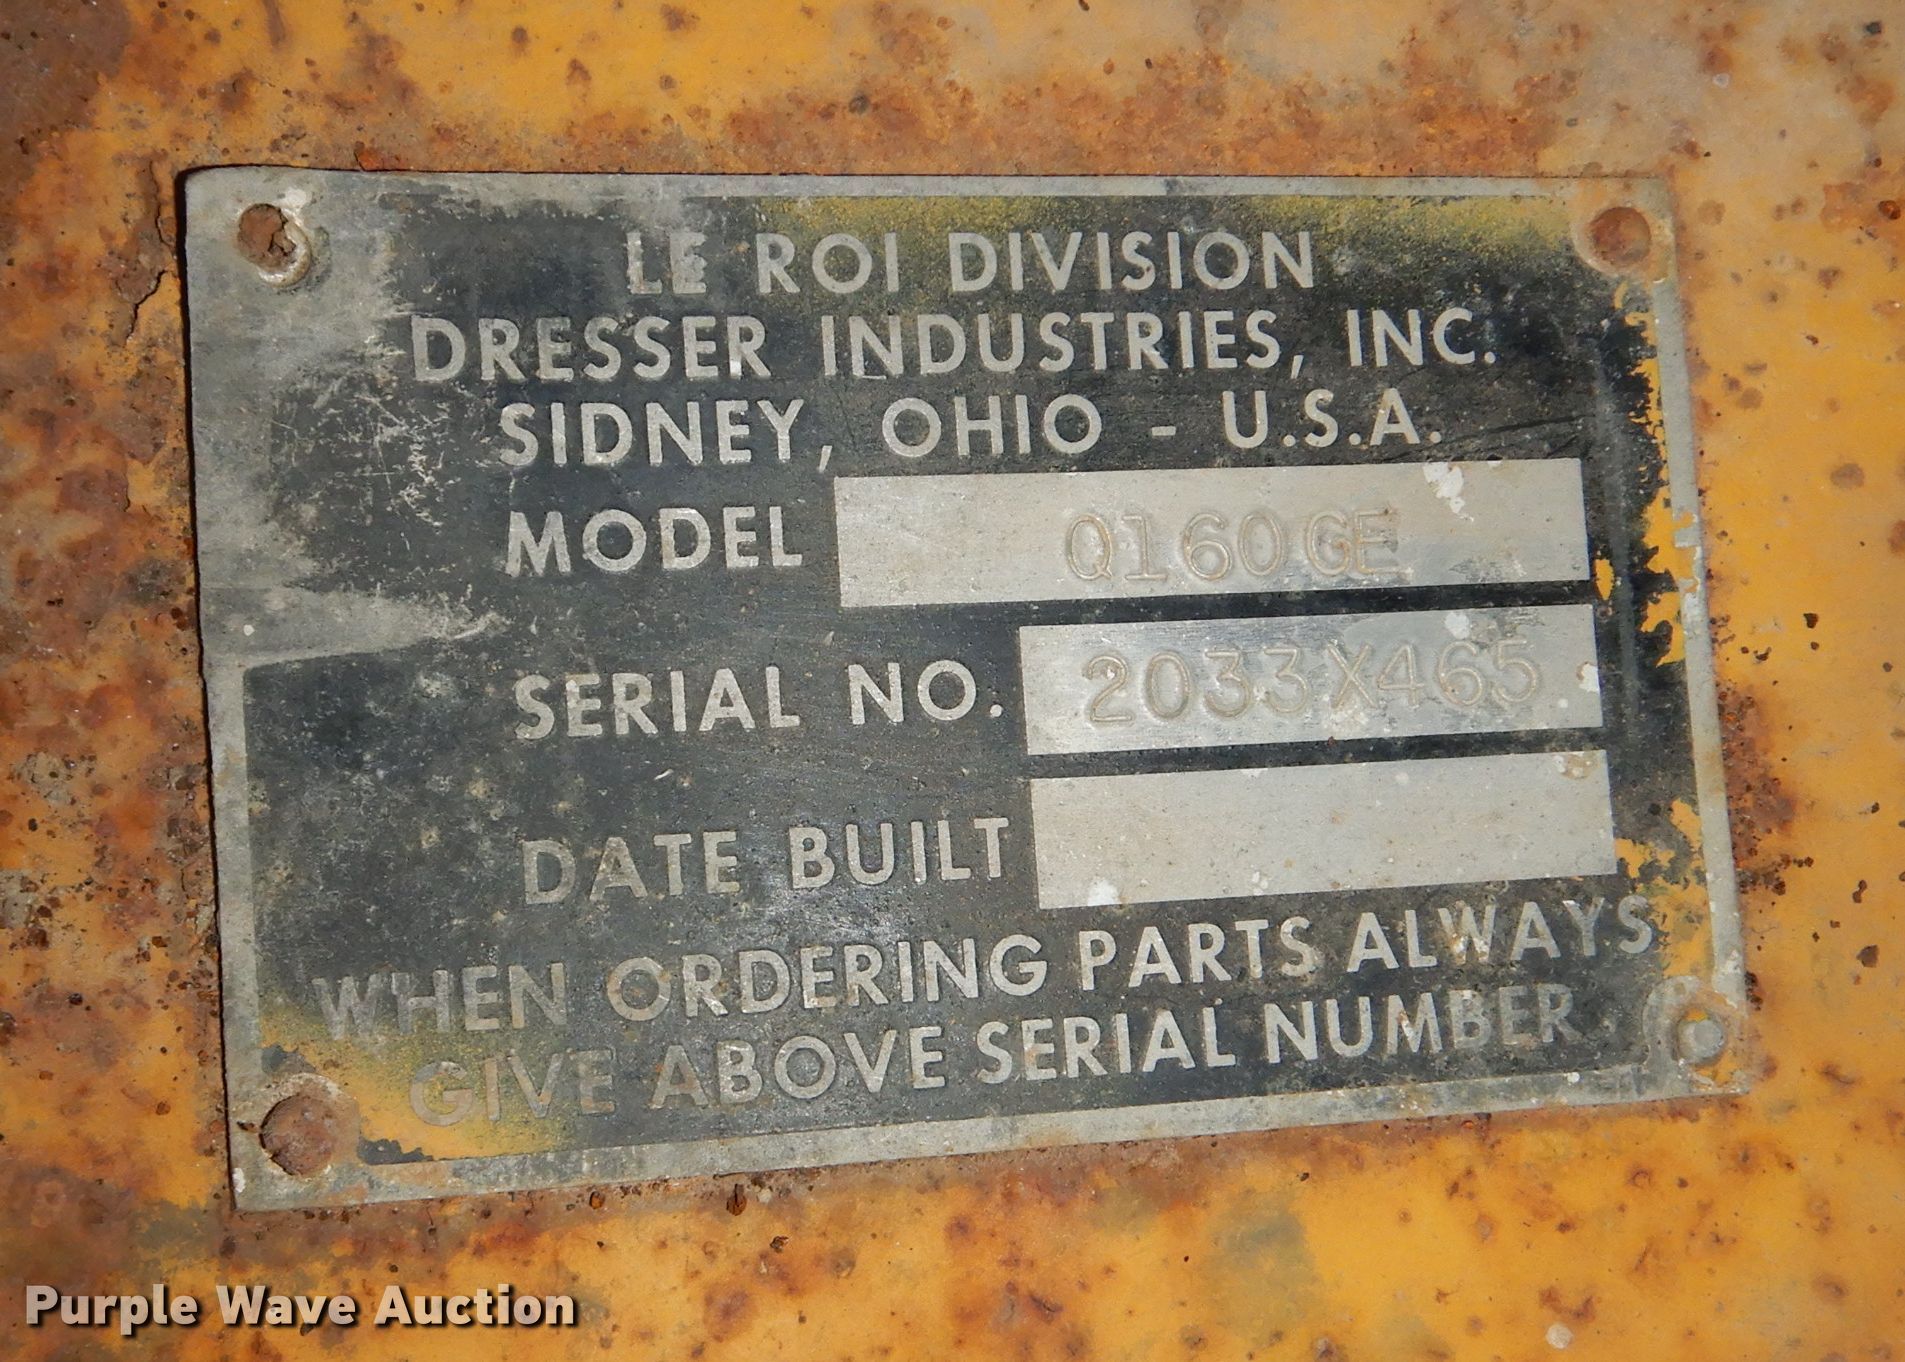 LE ROI DIVISION
DRESSER INDUSTRIES, INC.
SIDNEY, OHIO - U.S.A.
MODEL Q160GE
SERIAL NO. 2033X465
DATE BUILT
WHEN ORDERING PARTS ALWAYS
GIVE ABOVE SERIAL NUMBER
Purple Wave Auction